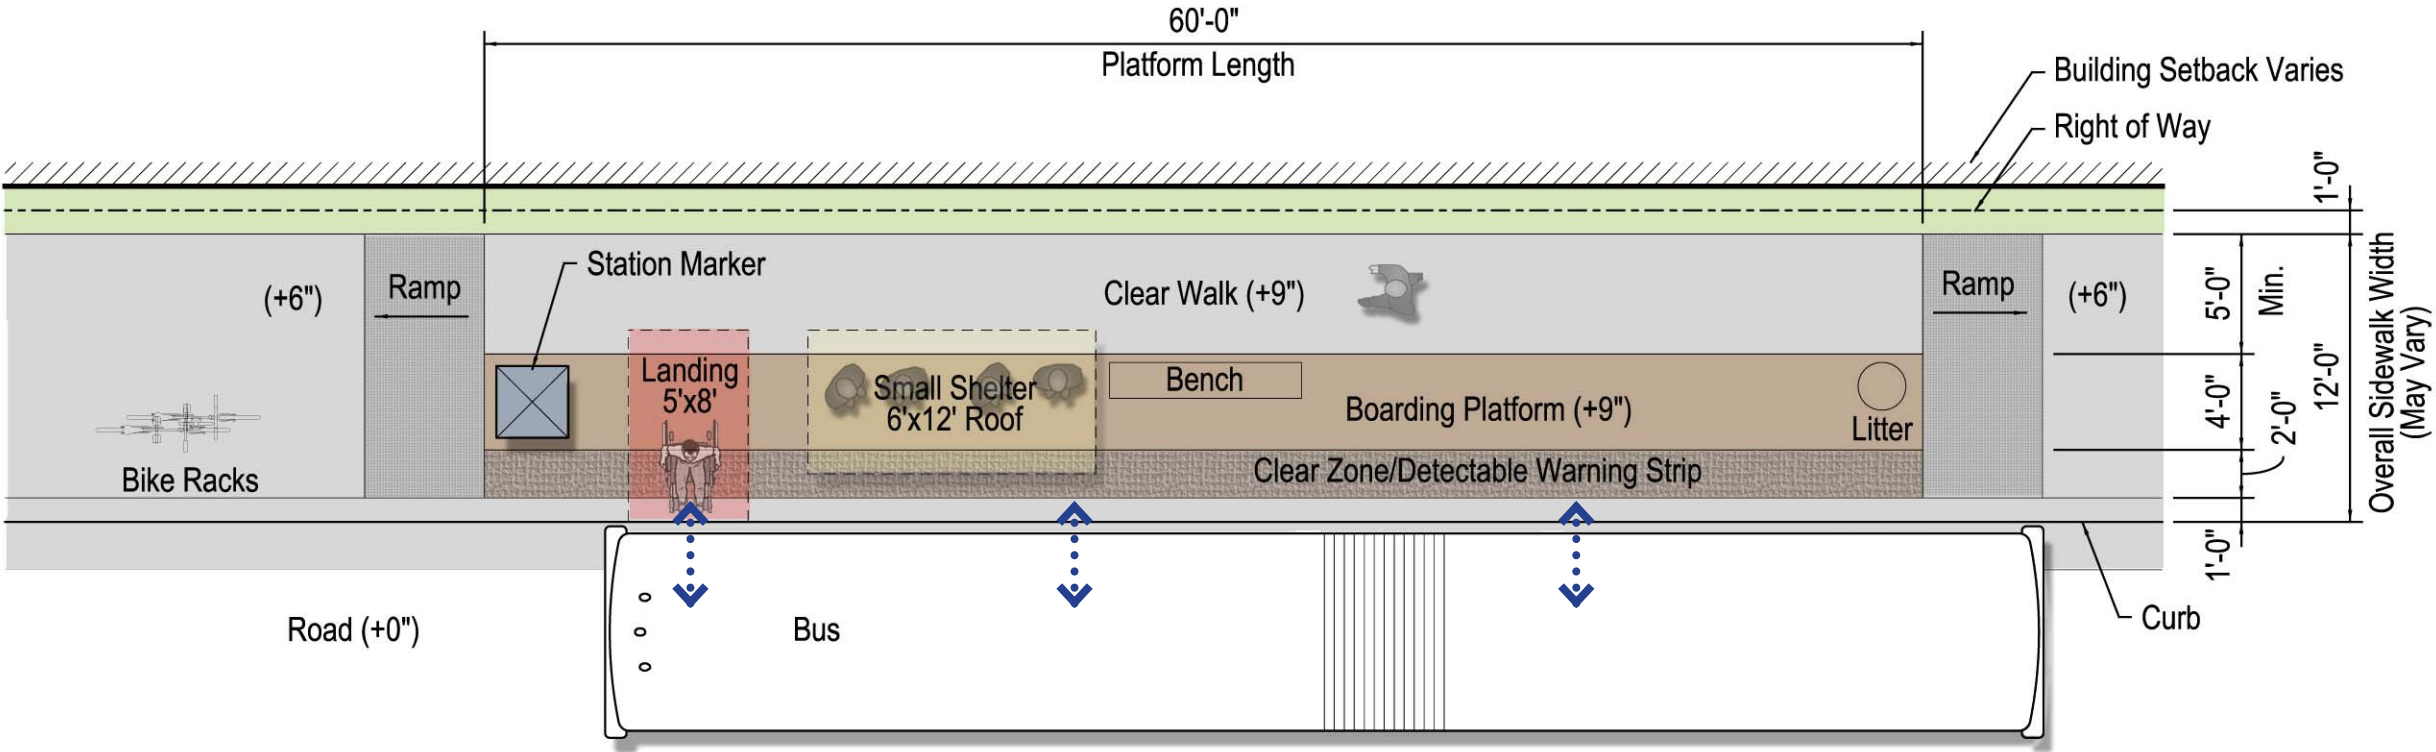 60'-0"
Platform Length
Building Setback Varies
Right of Way
1'-0"
Station Marker
Ramp
(+6")
Clear Walk (+9")
Ramp
(+6")
5'-0"
Min.
Landing
5'x8'
Small Shelter
6'x12' Roof
Bench
Boarding Platform (+9")
Litter
4'-0"
2'-0"
12'-0"
Overall Sidewalk Width
(May Vary)
Bike Racks
Clear Zone/Detectable Warning Strip
1'-0"
Road (+0")
Bus
Curb